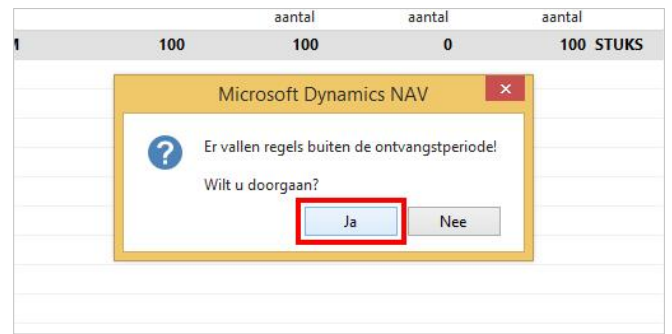 aantal aantal aantal
M 100 100 0 100 STUKS
Microsoft Dynamics NAV
Er vallen regels buiten de ontvangstperiode!
Wilt u doorgaan?
Ja Nee